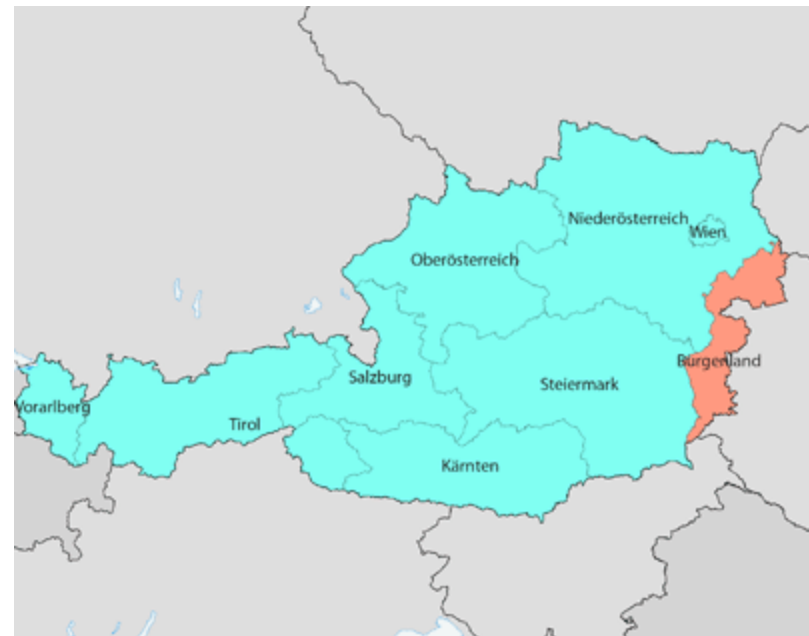 Niederösterreich
Wien
Oberösterreich
Burgenland
Salzburg
Steiermark
Vorarlberg
Tirol
Kärnten